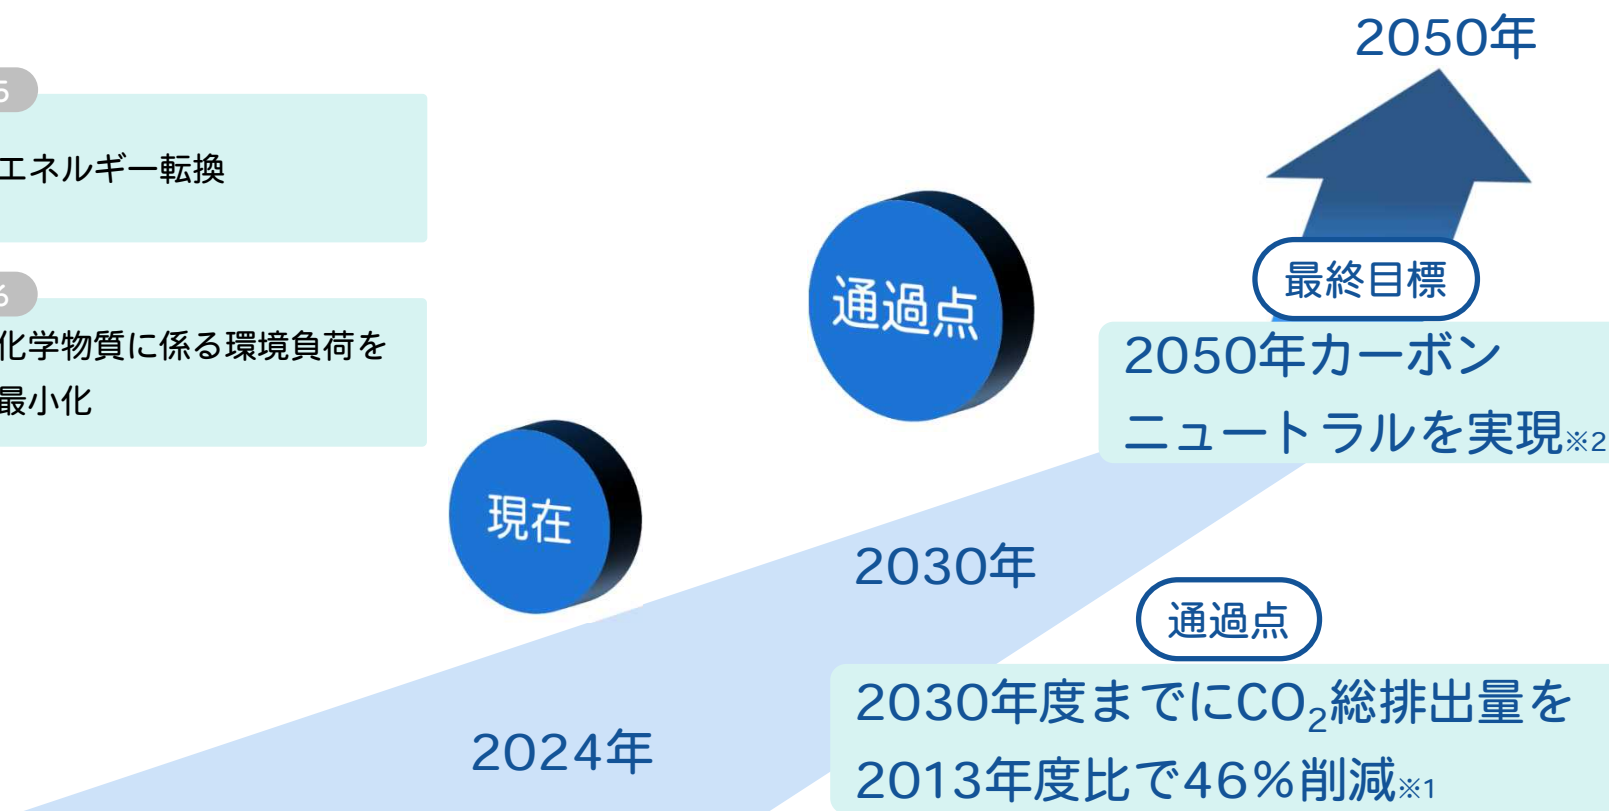 5
エネルギー転換
6
化学物質に係る環境負荷を
最小化
現在
2024年
通過点
2030年
通過点
2030年度までにCO₂総排出量を
2013年度比で46%削減※1
2050年
最終目標
2050年カーボン
ニュートラルを実現※2